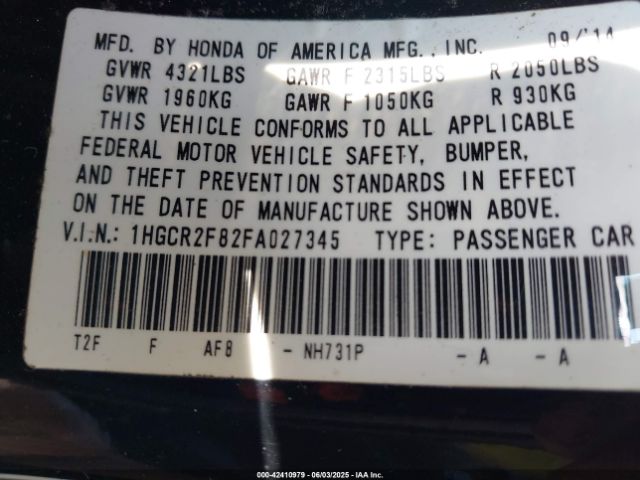 MFD. BY HONDA OF AMERICA MFG., INC. 09/'14
GVWR 4321LBS GAWR F 2315LBS R 2050LBS
GVWR 1960KG GAWR F 1050KG R 930KG
THIS VEHICLE CONFORMS TO ALL APPLICABLE
FEDERAL MOTOR VEHICLE SAFETY, BUMPER,
AND THEFT PREVENTION STANDARDS IN EFFECT
ON THE DATE OF MANUFACTURE SHOWN ABOVE.
V.I.N.: 1HGCR2F82FA027345 TYPE: PASSENGER CAR
T2F F AF8 - NH731P - A - A
000-42410979 - 06/03/2025 - IAA Inc.